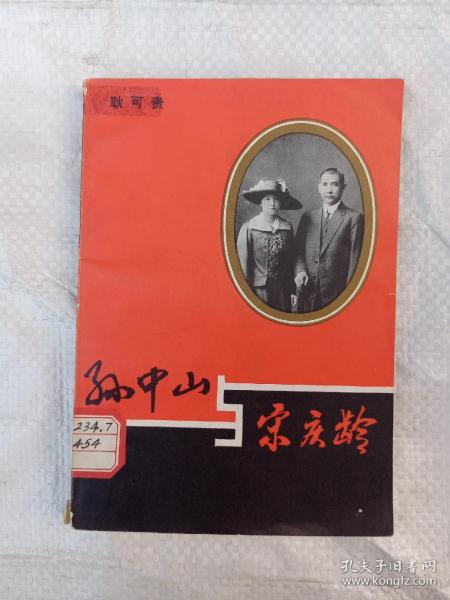 耿可贵
孙中山
与
宋庆龄
234.7
454
孔夫子旧书网
www.kongfz.com